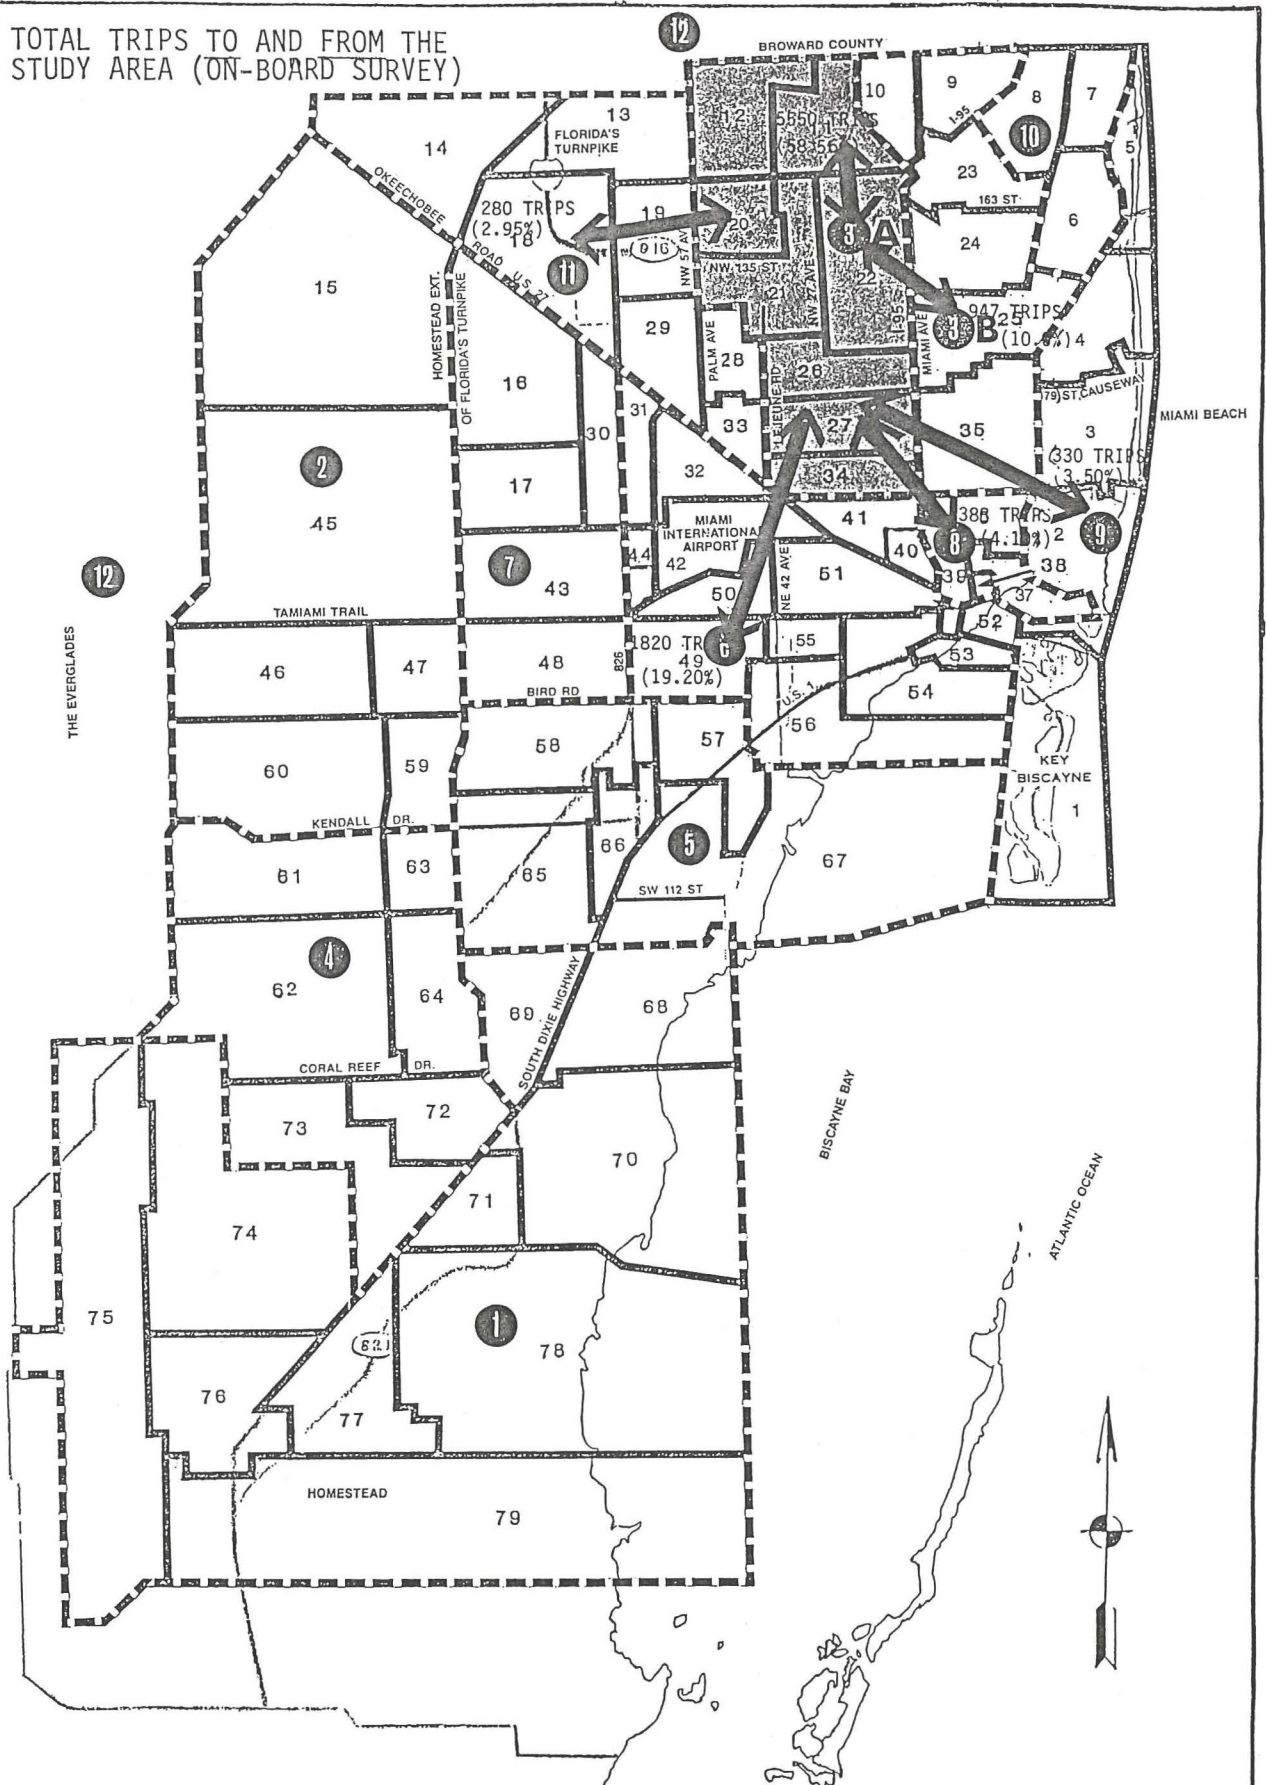 TOTAL TRIPS TO AND FROM THE
STUDY AREA (ON-BOARD SURVEY)
12
BROWARD COUNTY
10
9
8
7
I-95
10
5
12
5550 TRIPS
13
14
FLORIDA'S
TURNPIKE
OKEECHOBEE
ROAD U.S. 27
23
163 ST
6
280 TRIPS
(2.95%)
18
19
20
3 A
24
11
NW 57 AVE
NW 135 ST
NW 27 AVE
21
22
I-95
15
HOMESTEAD EXT.
OF FLORIDA'S TURNPIKE
29
PALM AVE
28
MIAMI AVE
3 B
25
947 TRIPS
4
16
26
LEJEUNE RD
79 ST. CAUSEWAY
MIAMI BEACH
30
31
33
27
35
3
(330 TRIPS
(3.50%)
2
45
17
32
34
MIAMI
INTERNATIONAL
AIRPORT
41
388 TRIPS
2
9
8
12
7
43
44
42
40
39
38
37
50
NE 42 AVE
51
TAMIAMI TRAIL
52
THE EVERGLADES
46
47
48
826
1820 TR
49
(19.20%)
6
55
53
BIRD RD
54
U.S. 1
56
58
57
60
59
KEY
BISCAYNE
1
KENDALL DR.
66
5
67
61
63
65
SW 112 ST
4
62
64
69
SOUTH DIXIE HIGHWAY
68
CORAL REEF DR.
73
72
BISCAYNE BAY
70
71
ATLANTIC OCEAN
74
75
1
78
76
77
HOMESTEAD
79